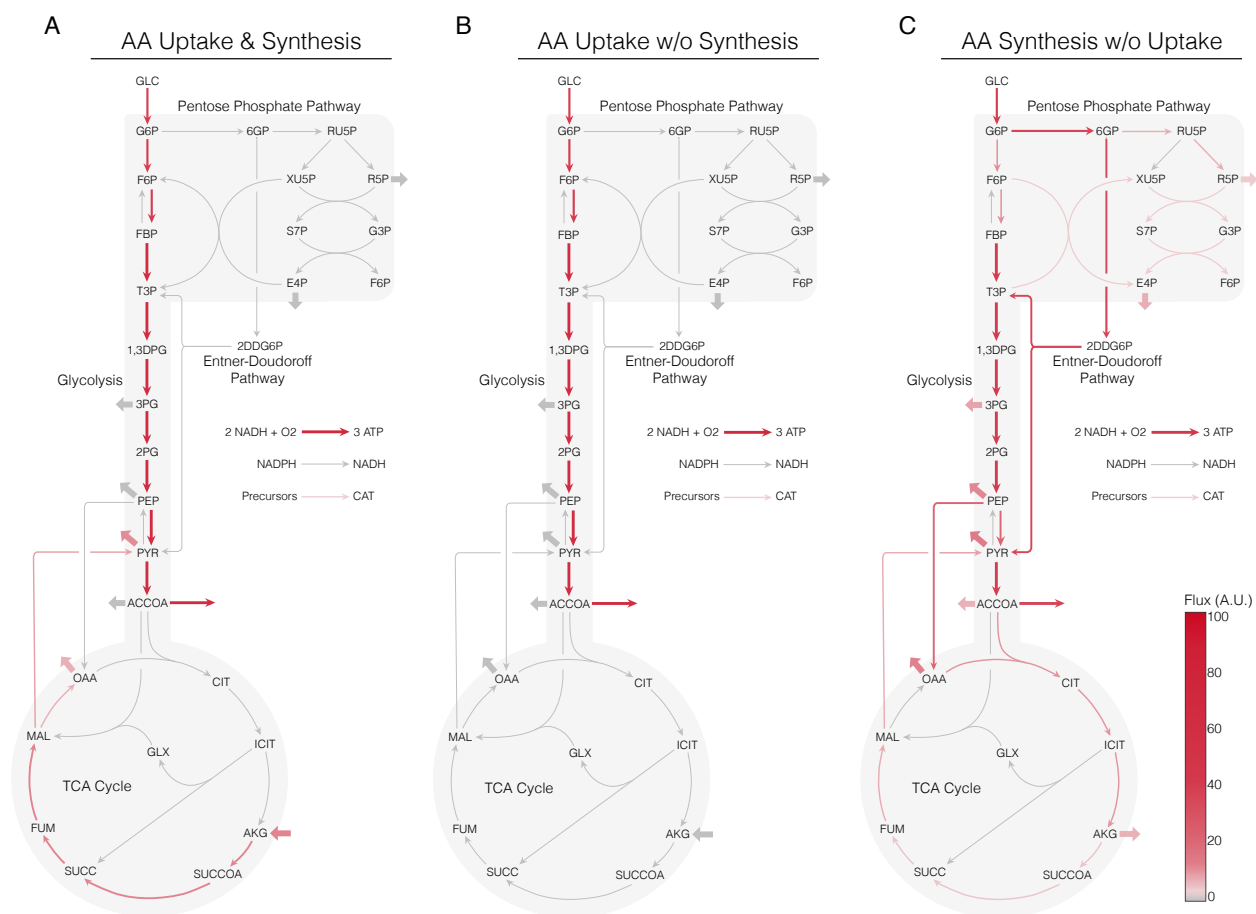 A
AA Uptake & Synthesis
GLC
Pentose Phosphate Pathway
G6P
6GP
RU5P
F6P
XU5P
R5P
FBP
S7P
G3P
T3P
E4P
F6P
1,3DPG
2DDG6P
Entner-Doudoroff
Pathway
Glycolysis
3PG
2 NADH + O2
3 ATP
2PG
NADPH
NADH
PEP
Precursors
CAT
PYR
ACCOA
OAA
CIT
MAL
GLX
ICIT
TCA Cycle
FUM
AKG
SUCC
SUCCOA
B
AA Uptake w/o Synthesis
GLC
Pentose Phosphate Pathway
G6P
6GP
RU5P
F6P
XU5P
R5P
FBP
S7P
G3P
T3P
E4P
F6P
1,3DPG
2DDG6P
Entner-Doudoroff
Pathway
Glycolysis
3PG
2 NADH + O2
3 ATP
2PG
NADPH
NADH
PEP
Precursors
CAT
PYR
ACCOA
OAA
CIT
MAL
GLX
ICIT
TCA Cycle
FUM
AKG
SUCC
SUCCOA
C
AA Synthesis w/o Uptake
GLC
Pentose Phosphate Pathway
G6P
6GP
RU5P
F6P
XU5P
R5P
FBP
S7P
G3P
T3P
E4P
F6P
1,3DPG
2DDG6P
Entner-Doudoroff
Pathway
Glycolysis
3PG
2 NADH + O2
3 ATP
2PG
NADPH
NADH
PEP
Precursors
CAT
PYR
ACCOA
OAA
CIT
MAL
GLX
ICIT
TCA Cycle
FUM
AKG
SUCC
SUCCOA
Flux (A.U.)
100
80
60
40
20
0